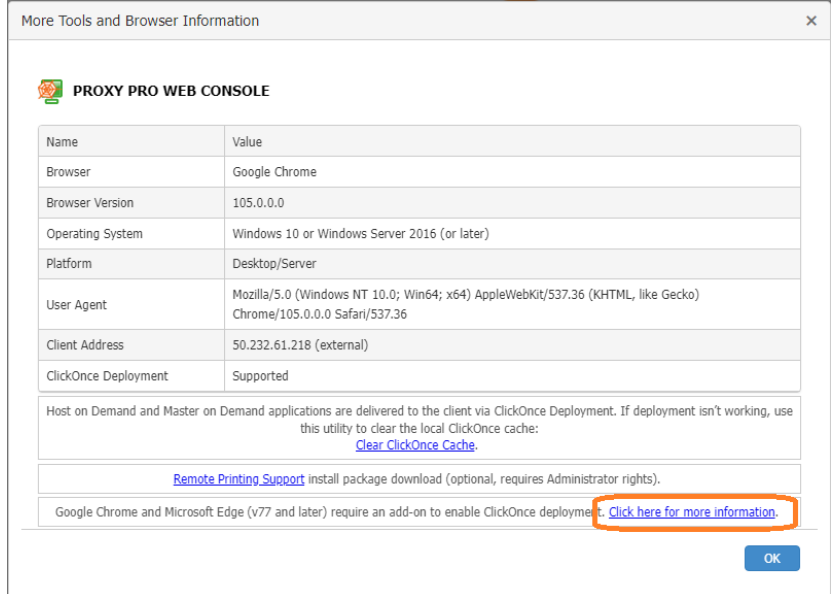 More Tools and Browser Information
PROXY PRO WEB CONSOLE
Name Value
Browser Google Chrome
Browser Version 105.0.0.0
Operating System Windows 10 or Windows Server 2016 (or later)
Platform Desktop/Server
User Agent Mozilla/5.0 (Windows NT 10.0; Win64; x64) AppleWebKit/537.36 (KHTML, like Gecko)
Chrome/105.0.0.0 Safari/537.36
Client Address 50.232.61.218 (external)
ClickOnce Deployment Supported
Host on Demand and Master on Demand applications are delivered to the client via ClickOnce Deployment. If deployment isn't working, use
this utility to clear the local ClickOnce cache:
Clear ClickOnce Cache.
Remote Printing Support install package download (optional, requires Administrator rights).
Google Chrome and Microsoft Edge (v77 and later) require an add-on to enable ClickOnce deployment. Click here for more information.
OK